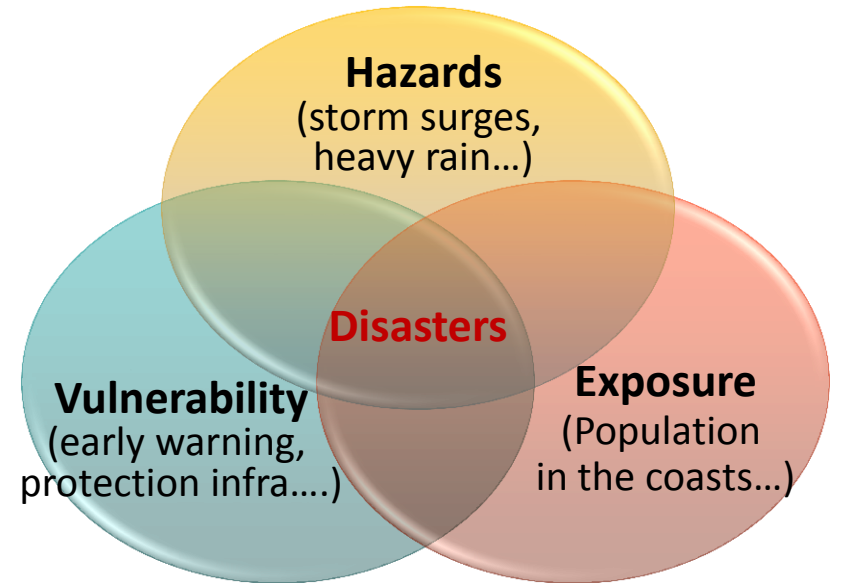 Hazards
(storm surges,
heavy rain…)
Disasters
Vulnerability
(early warning,
protection infra….)
Exposure
(Population
in the coasts…)